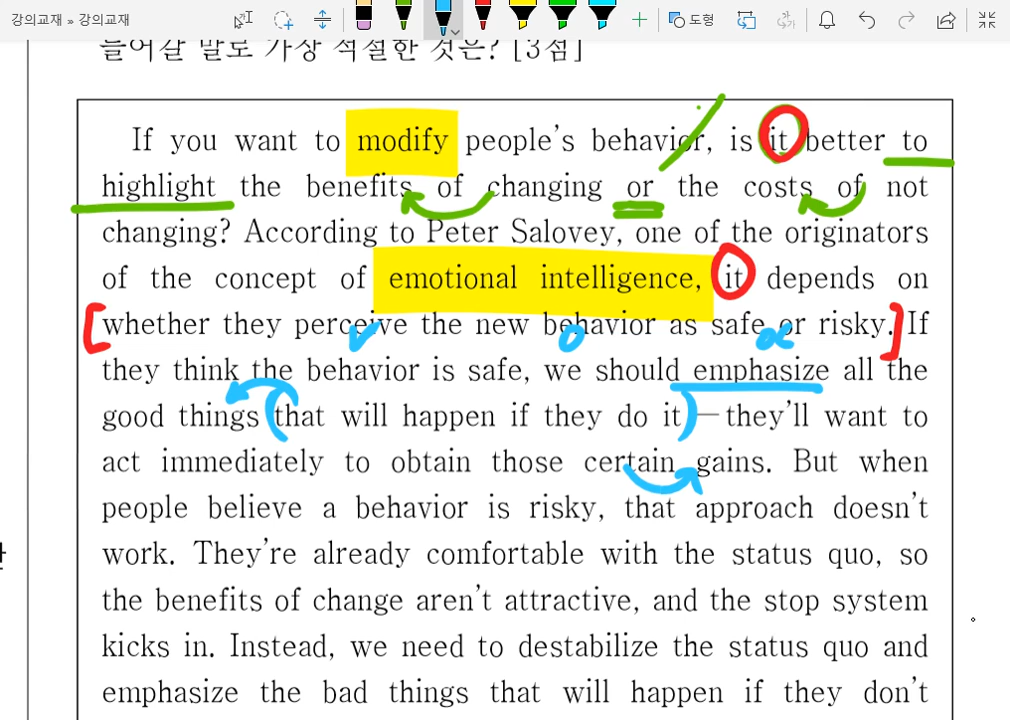 강의교재 » 강의교재
도형
들어갈 말로 가장 적절한 것은? [3점]
If you want to modify people's behavior, is it better to
highlight the benefits of changing or the costs of not
changing? According to Peter Salovey, one of the originators
of the concept of emotional intelligence, it depends on
whether they perceive the new behavior as safe or risky. If
they think the behavior is safe, we should emphasize all the
good things that will happen if they do it—they'll want to
act immediately to obtain those certain gains. But when
people believe a behavior is risky, that approach doesn't
work. They're already comfortable with the status quo, so
the benefits of change aren't attractive, and the stop system
kicks in. Instead, we need to destabilize the status quo and
emphasize the bad things that will happen if they don't